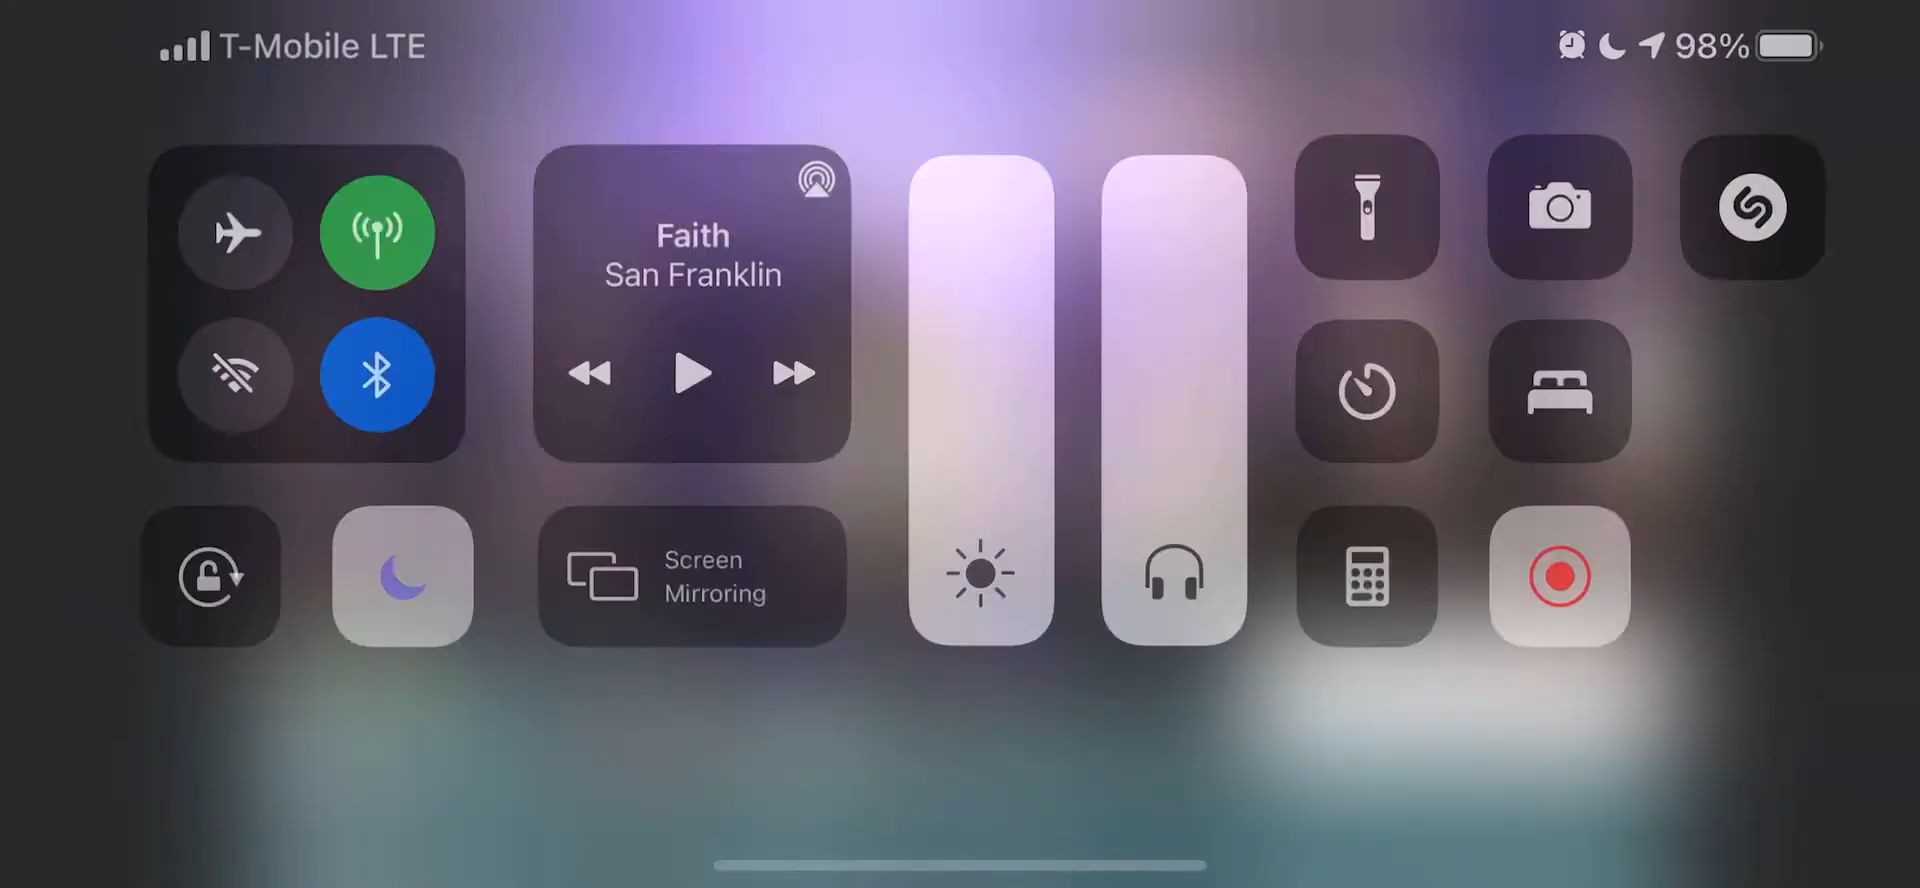 T-Mobile LTE
98%
Faith
San Franklin
Screen
Mirroring